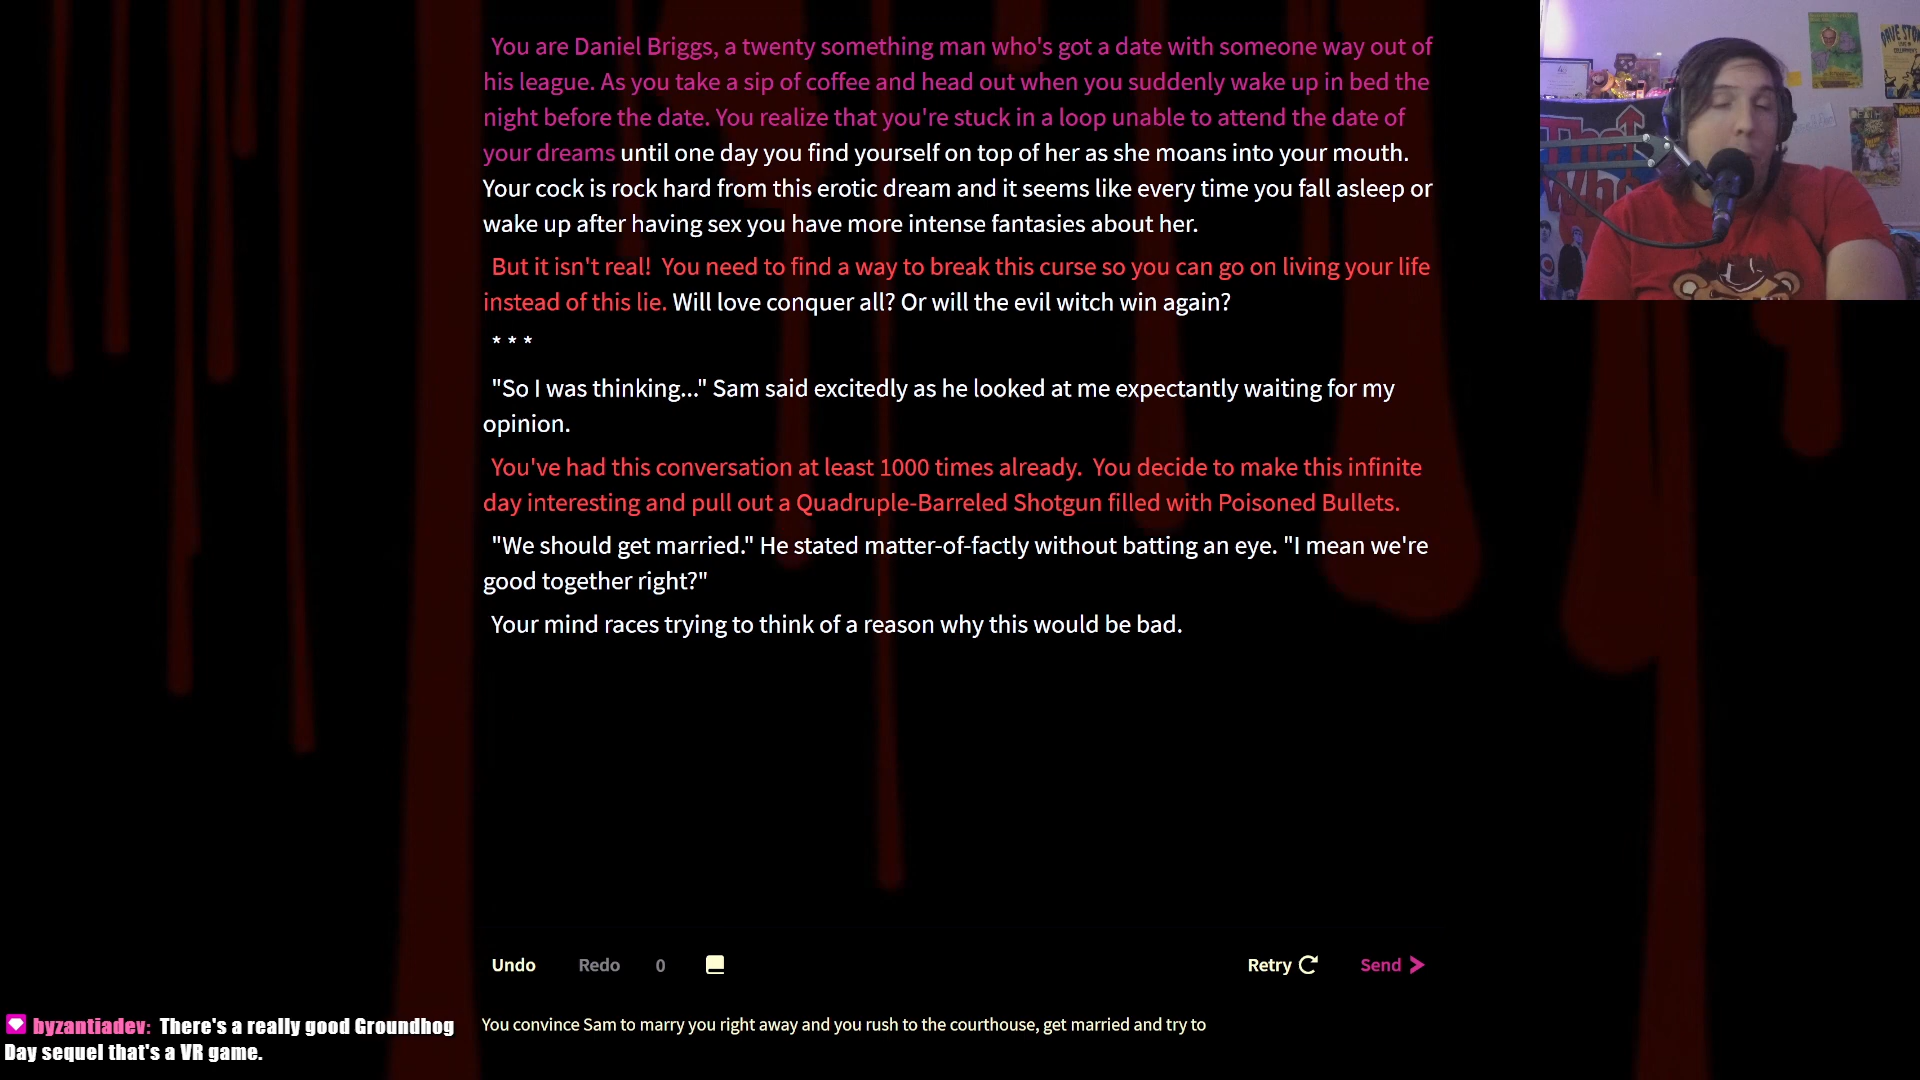 You are Daniel Briggs, a twenty something man who's got a date with someone way out of
his league. As you take a sip of coffee and head out when you suddenly wake up in bed the
night before the date. You realize that you're stuck in a loop unable to attend the date of
your dreams until one day you find yourself on top of her as she moans into your mouth.
Your cock is rock hard from this erotic dream and it seems like every time you fall asleep or
wake up after having sex you have more intense fantasies about her.
But it isn't real!  You need to find a way to break this curse so you can go on living your life
instead of this lie. Will love conquer all? Or will the evil witch win again?
* * *
"So I was thinking..." Sam said excitedly as he looked at me expectantly waiting for my
opinion.
You've had this conversation at least 1000 times already.  You decide to make this infinite
day interesting and pull out a Quadruple-Barreled Shotgun filled with Poisoned Bullets.
"We should get married." He stated matter-of-factly without batting an eye. "I mean we're
good together right?"
Your mind races trying to think of a reason why this would be bad.
Undo Redo 0 Retry Send
You convince Sam to marry you right away and you rush to the courthouse, get married and try to
byzantiadev: There's a really good Groundhog
Day sequel that's a VR game.